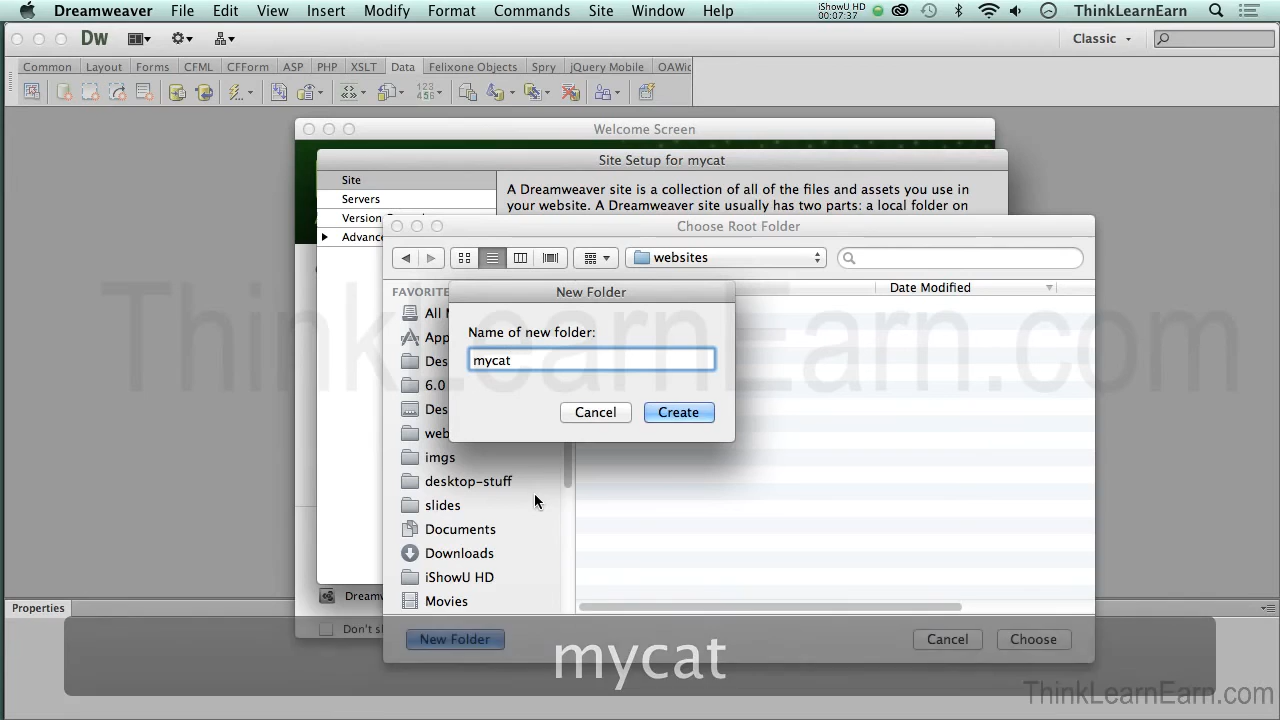 Dreamweaver File Edit View Insert Modify Format Commands Site Window Help iShowU HD 00:07:37 ThinkLearnEarn
Dw Classic
Common Layout Forms CFML CFForm ASP PHP XSLT Data Felixone Objects Spry jQuery Mobile OAWid
Welcome Screen
Site Setup for mycat
Site
Servers
Version
Advanc
A Dreamweaver site is a collection of all of the files and assets you use in
your website. A Dreamweaver site usually has two parts: a local folder on
Choose Root Folder
websites
FAVORITE
Date Modified
New Folder
Name of new folder:
mycat
Cancel Create
All M
App
Des
6.0
Des
web
imgs
desktop-stuff
slides
Documents
Downloads
iShowU HD
Movies
ThinkLearnEarn.com
Dreamw
Properties
Don't sh
New Folder Cancel Choose
mycat
ThinkLearnEarn.com